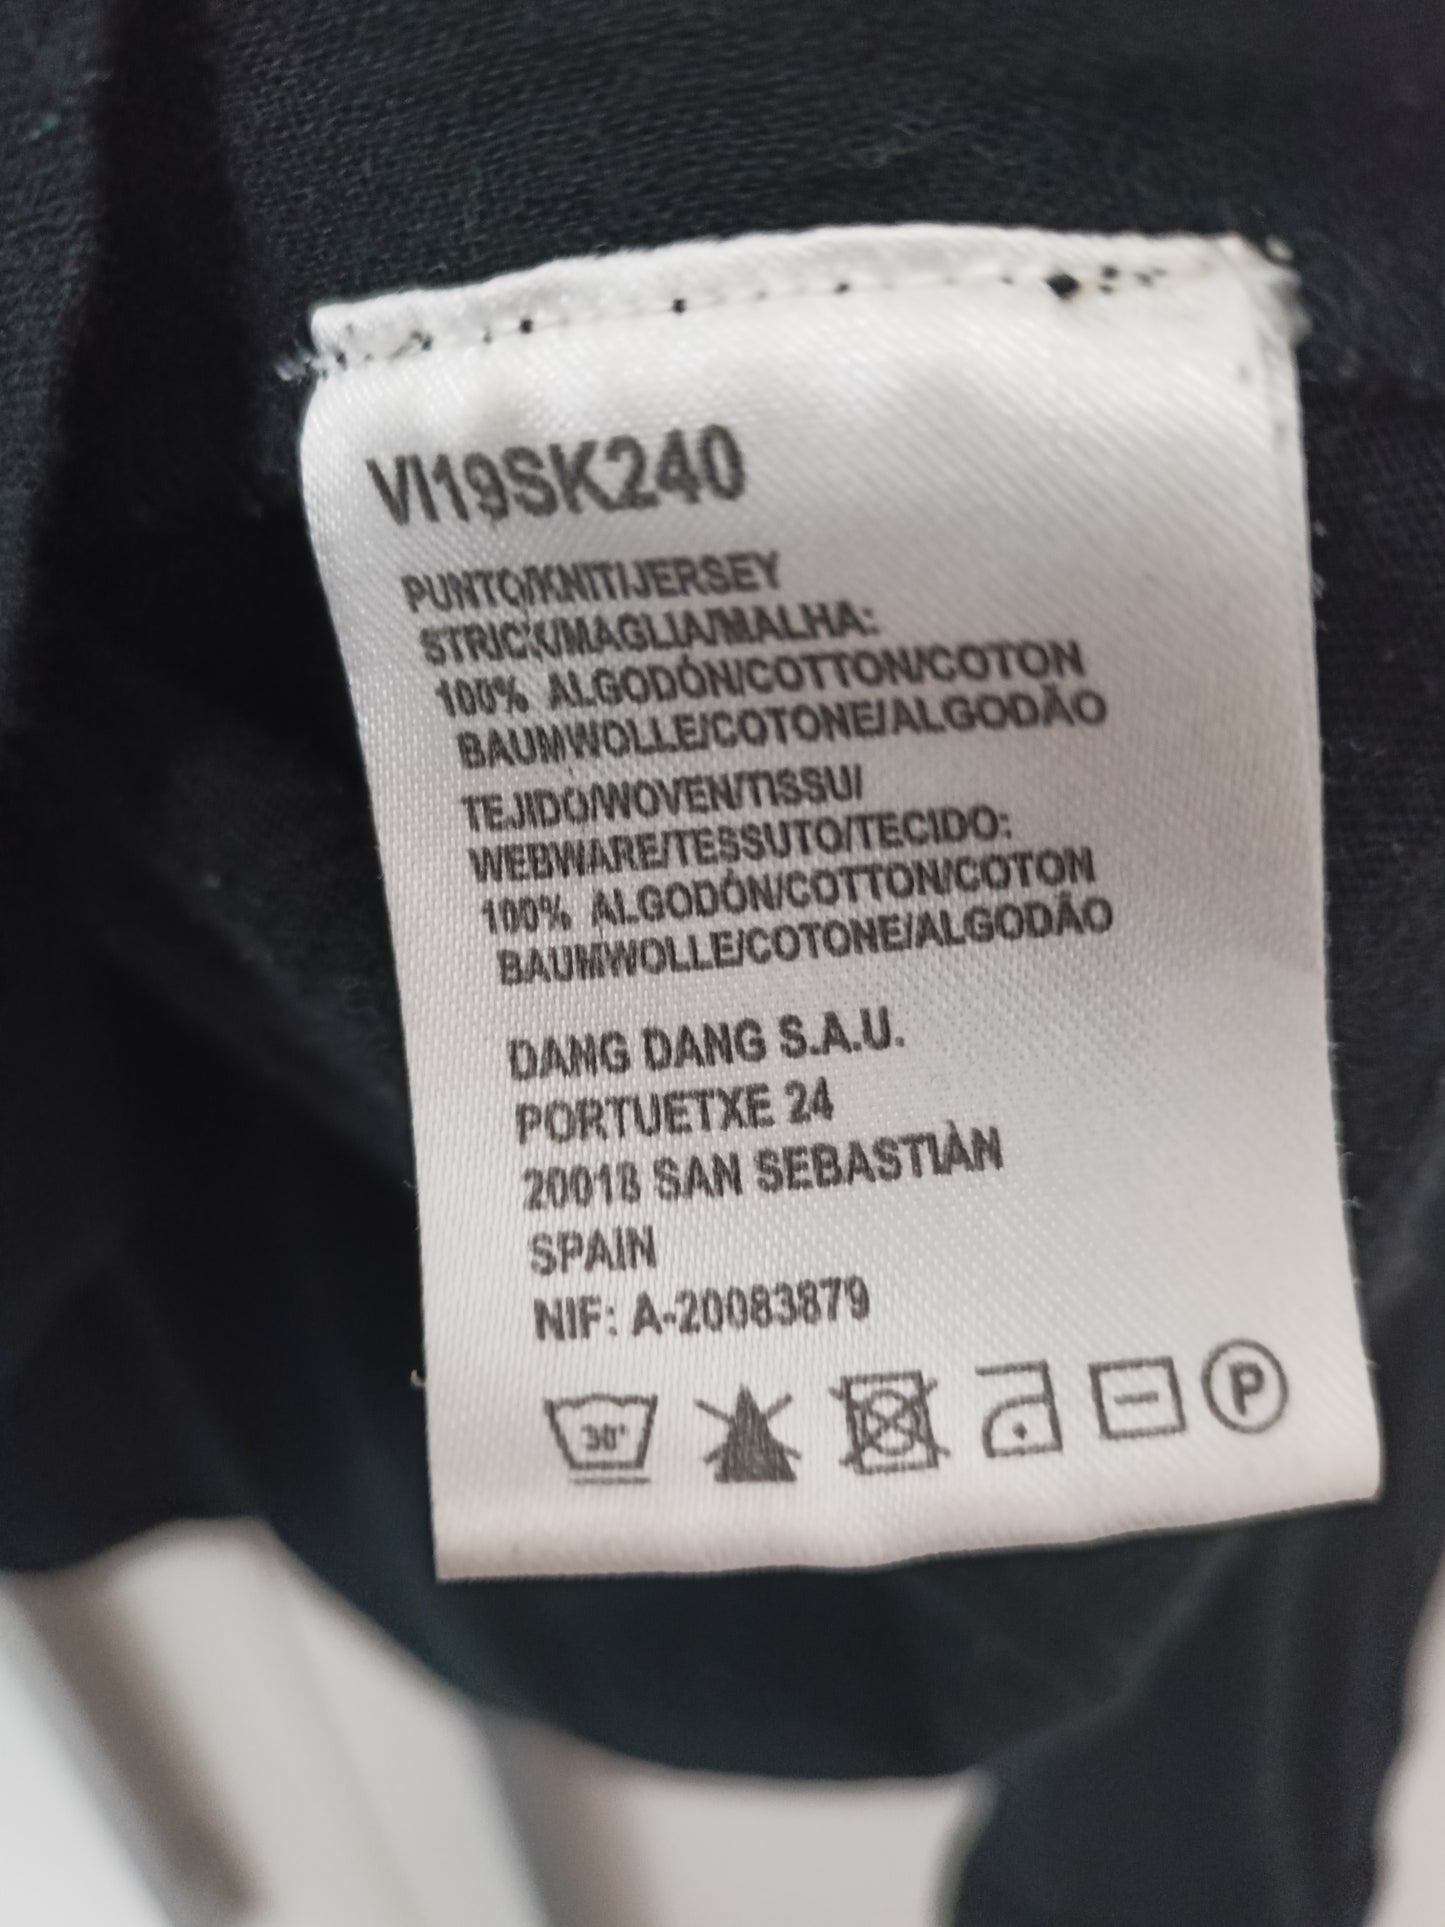 VI19SK240
PUNTO/KNIT/JERSEY
STRICK/MAGLIA/MALHA:
100% ALGODÓN/COTTON/COTON
BAUMWOLLE/COTONE/ALGODÃO
TEJIDO/WOVEN/TISSU/
WEBWARE/TESSUTO/TECIDO:
100% ALGODÓN/COTTON/COTON
BAUMWOLLE/COTONE/ALGODÃO
DANG DANG S.A.U.
PORTUETXE 24
20018 SAN SEBASTIÀN
SPAIN
NIF: A-20083879
30° P